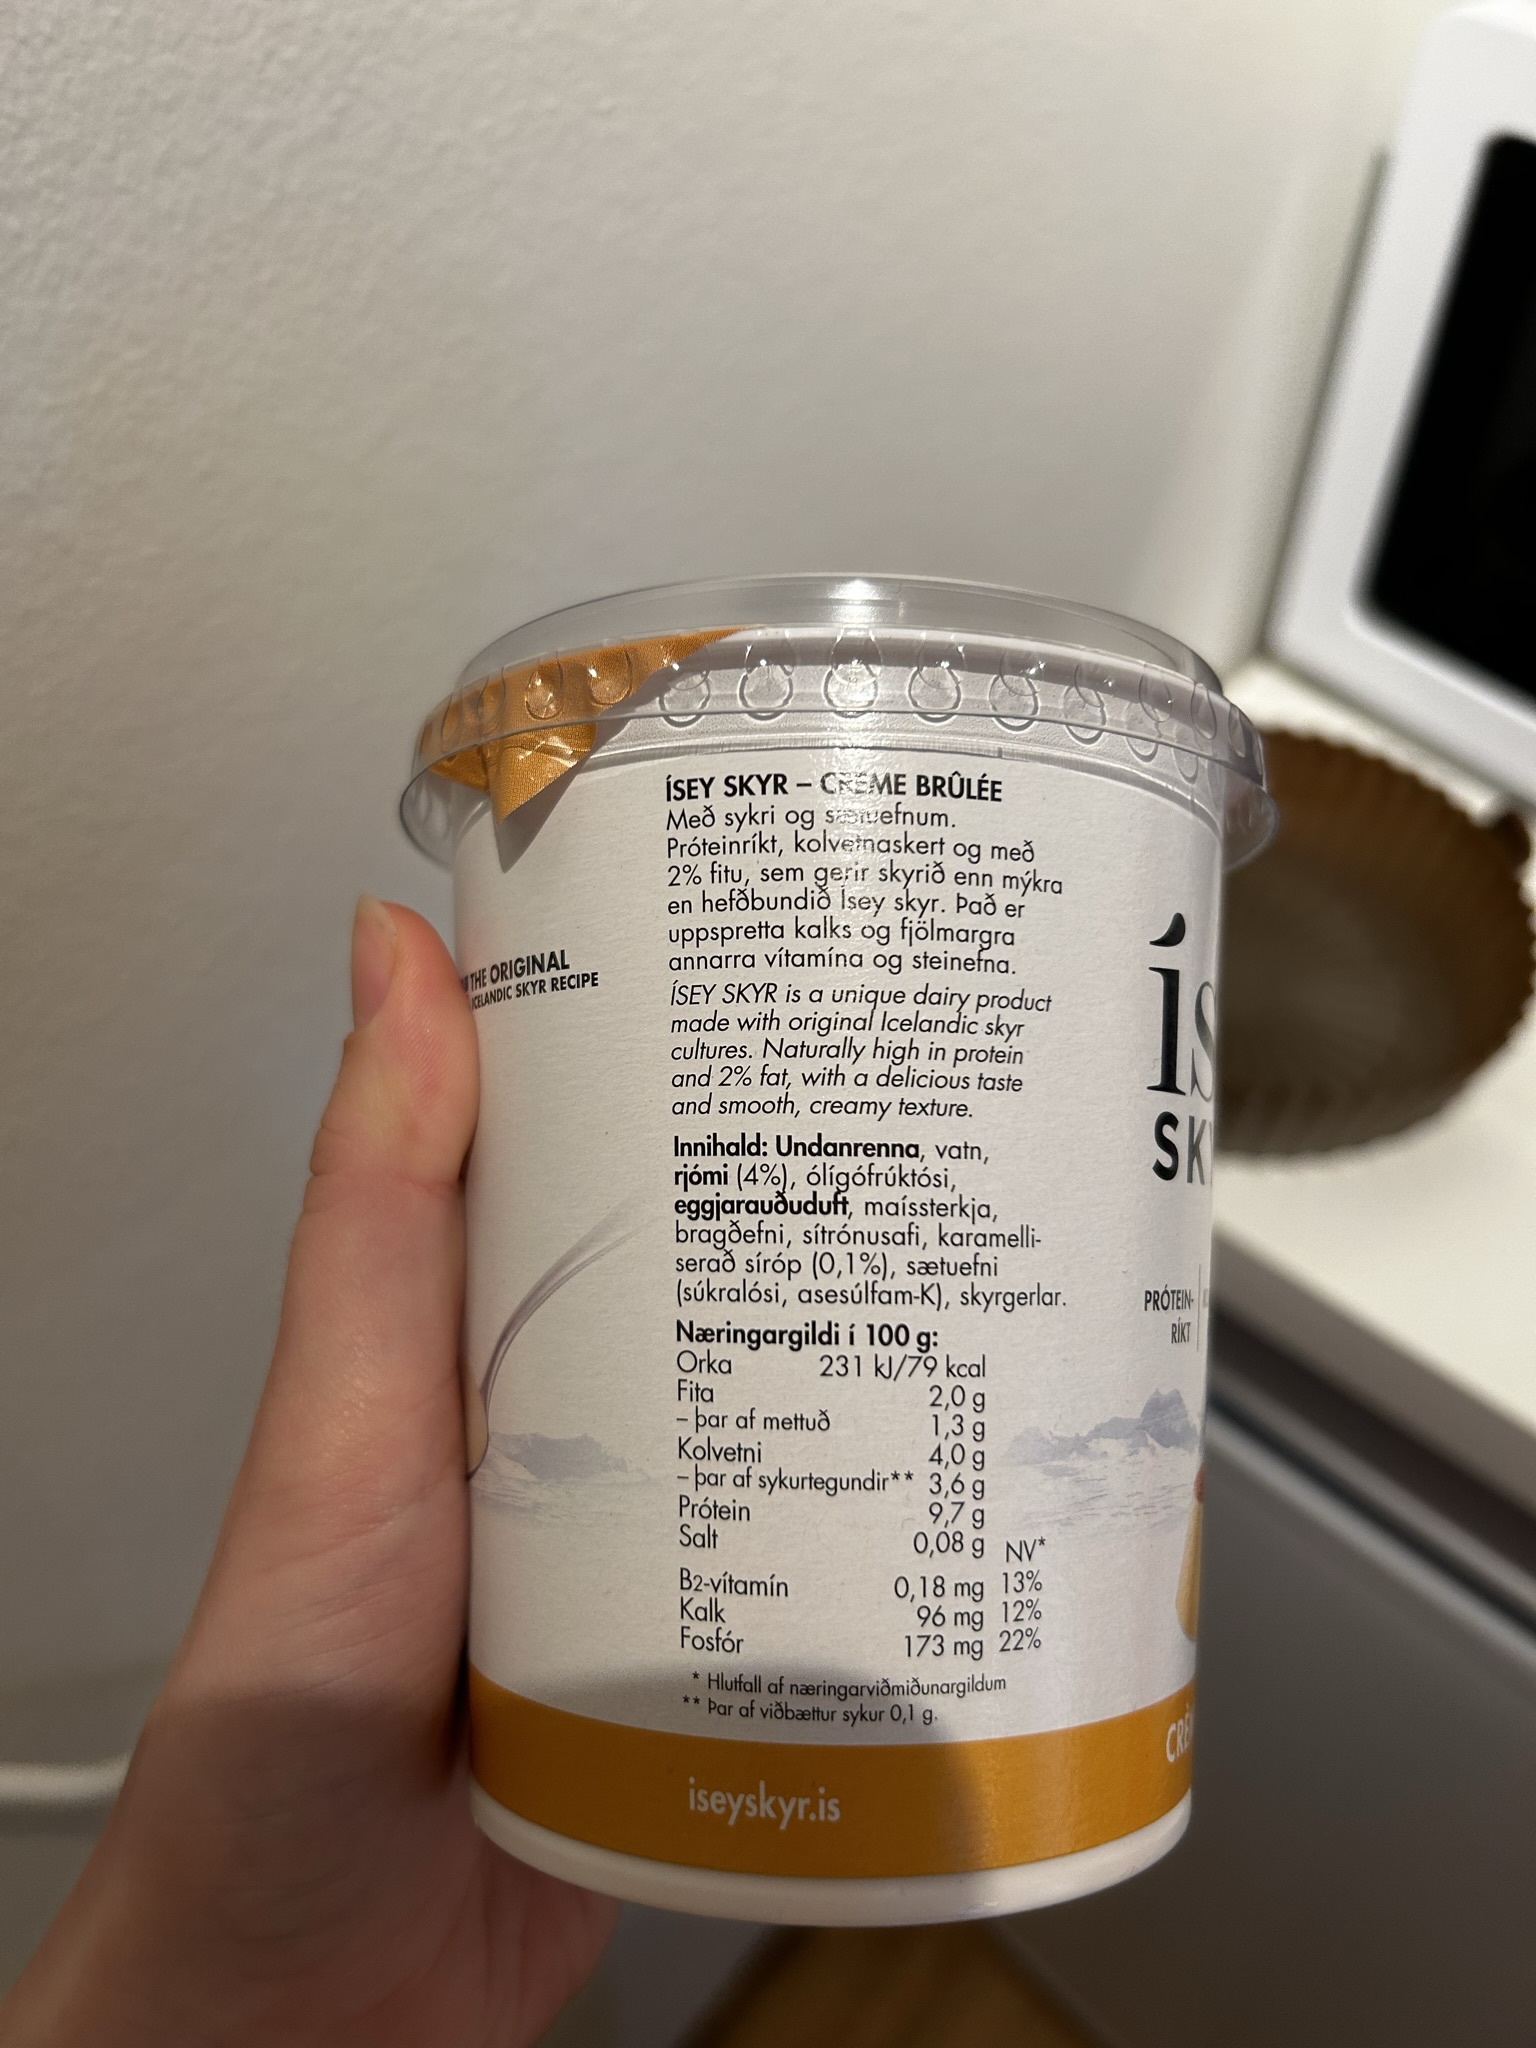 THE ORIGINAL
ICELANDIC SKYR RECIPE
ÍSEY SKYR – CRÈME BRÛLÉE
Með sykri og sætuefnum.
Próteinríkt, kolvetnaskert og með
2% fitu, sem gerir skyrið enn mýkra
en hefðbundið Ísey skyr. Það er
uppspretta kalks og fjölmargra
annarra vítamína og steinefna.
ÍSEY SKYR is a unique dairy product
made with original Icelandic skyr
cultures. Naturally high in protein
and 2% fat, with a delicious taste
and smooth, creamy texture.
Innihald: Undanrenna, vatn,
rjómi (4%), ólígófrúktósi,
eggjarauðuduft, maíssterkja,
bragðefni, sítrónusafi, karamelli-
serað síróp (0,1%), sætuefni
(súkralósi, asesúlfam-K), skyrgerlar.
Næringargildi í 100 g:
Orka 231 kJ/79 kcal
Fita 2,0 g
– þar af mettuð 1,3 g
Kolvetni 4,0 g
– þar af sykurtegundir** 3,6 g
Prótein 9,7 g
Salt 0,08 g NV*
B2-vítamín 0,18 mg 13%
Kalk 96 mg 12%
Fosfór 173 mg 22%
* Hlutfall af næringarviðmiðunargildum
** Þar af viðbættur sykur 0,1 g.
iseyskyr.is
ís
SKY
PRÓTEIN-
RÍKT
CRÈ